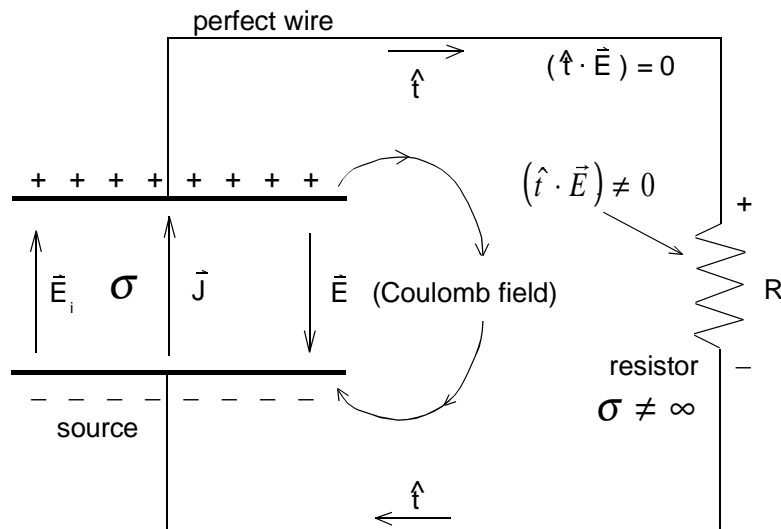 perfect wire
t̂
(t̂ · E⃗) = 0
+ + + + + + + +
(t̂ · E⃗) ≠ 0
+
E⃗ᵢ σ J⃗ E⃗ (Coulomb field)
R
resistor
−
σ ≠ ∞
− − − − − − − − −
source
t̂